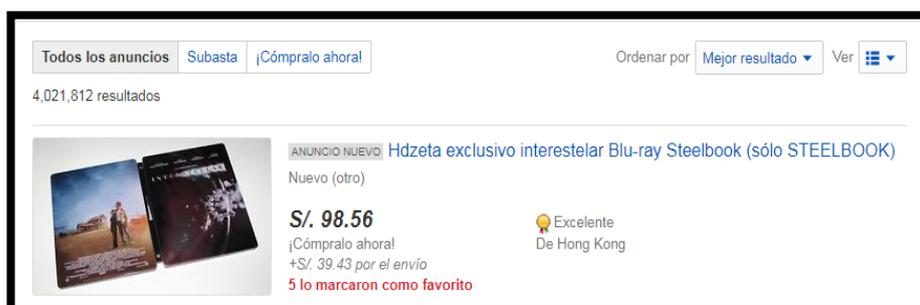 Todos los anuncios Subasta ¡Cómpralo ahora! Ordenar por Mejor resultado Ver
4,021,812 resultados
ANUNCIO NUEVO Hdzeta exclusivo interestelar Blu-ray Steelbook (sólo STEELBOOK)
Nuevo (otro)
S/. 98.56 Excelente
¡Cómpralo ahora! De Hong Kong
+S/. 39.43 por el envío
5 lo marcaron como favorito